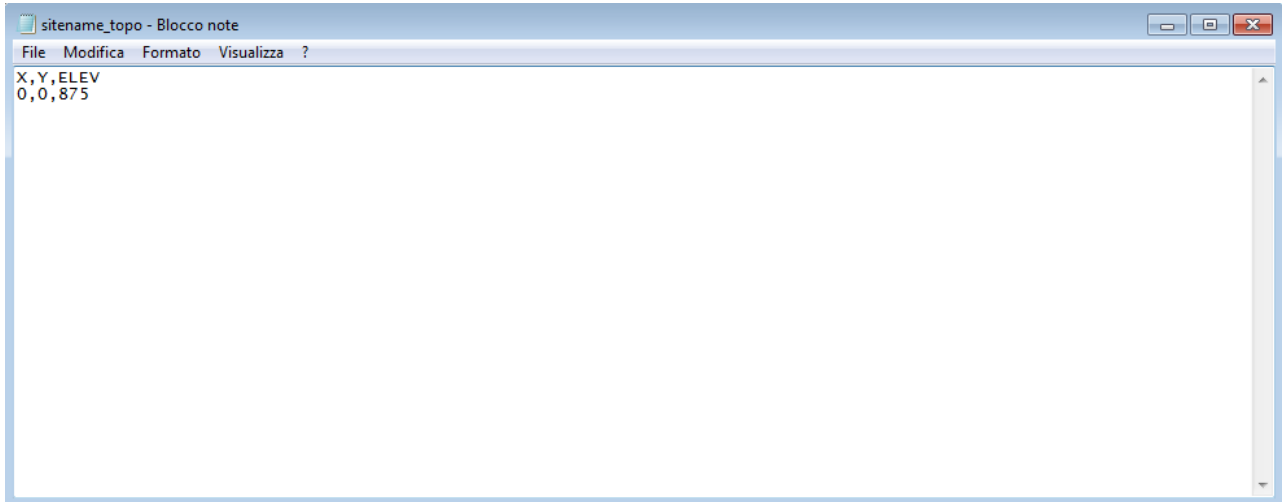 sitename_topo - Blocco note
File Modifica Formato Visualizza ?
X,Y,ELEV
0,0,875